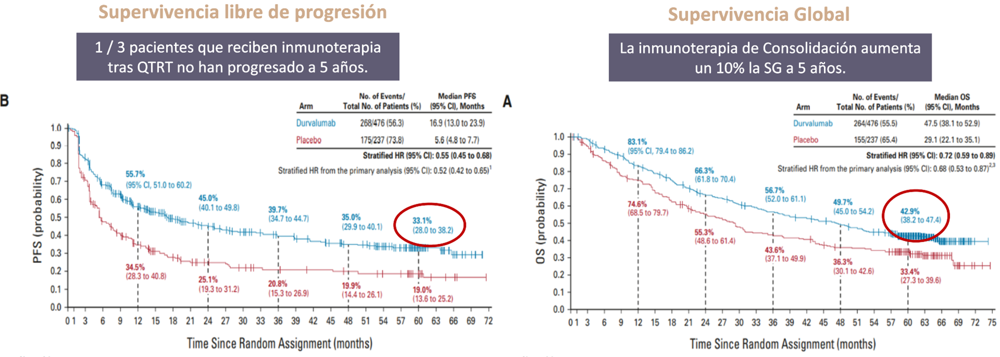 Supervivencia libre de progresión
1 / 3 pacientes que reciben inmunoterapia
tras QTRT no han progresado a 5 años.
B
No. of Events/ Median PFS
Arm Total No. of Patients (%) (95% CI), Months
Durvalumab 268/476 (56.3) 16.9 (13.0 to 23.9)
Placebo 175/237 (73.8) 5.6 (4.8 to 7.7)
Stratified HR (95% CI): 0.55 (0.45 to 0.68)
Stratified HR from the primary analysis (95% CI): 0.52 (0.42 to 0.65)1
PFS (probability)
1.0
0.9
0.8
0.7
0.6
0.5
0.4
0.3
0.2
0.1
0.0
55.7%
(95% CI, 51.0 to 60.2)
45.0%
(40.1 to 49.8)
39.7%
(34.7 to 44.7)
35.0%
(29.9 to 40.1)
33.1%
(28.0 to 38.2)
34.5%
(28.3 to 40.8)
25.1%
(19.3 to 31.2)
20.8%
(15.3 to 26.9)
19.9%
(14.4 to 26.1)
19.0%
(13.6 to 25.2)
0 1 3 6 9 12 15 18 21 24 27 30 33 36 39 42 45 48 51 54 57 60 63 66 69 72
Time Since Random Assignment (months)
Supervivencia Global
La inmunoterapia de Consolidación aumenta
un 10% la SG a 5 años.
A
No. of Events/ Median OS
Arm Total No. of Patients (%) (95% CI), Months
Durvalumab 264/476 (55.5) 47.5 (38.1 to 52.9)
Placebo 155/237 (65.4) 29.1 (22.1 to 35.1)
Stratified HR (95% CI): 0.72 (0.59 to 0.89)
Stratified HR from the primary analysis (95% CI): 0.68 (0.53 to 0.87)2,3
OS (probability)
1.0
0.9
0.8
0.7
0.6
0.5
0.4
0.3
0.2
0.1
0.0
83.1%
(95% CI, 79.4 to 86.2)
66.3%
(61.8 to 70.4)
56.7%
(52.0 to 61.1)
49.7%
(45.0 to 54.2)
42.9%
(38.2 to 47.4)
74.6%
(68.5 to 79.7)
55.3%
(48.6 to 61.4)
43.6%
(37.1 to 49.9)
36.3%
(30.1 to 42.6)
33.4%
(27.3 to 39.6)
0 1 3 6 9 12 15 18 21 24 27 30 33 36 39 42 45 48 51 54 57 60 63 66 69 72 75
Time Since Random Assignment (months)